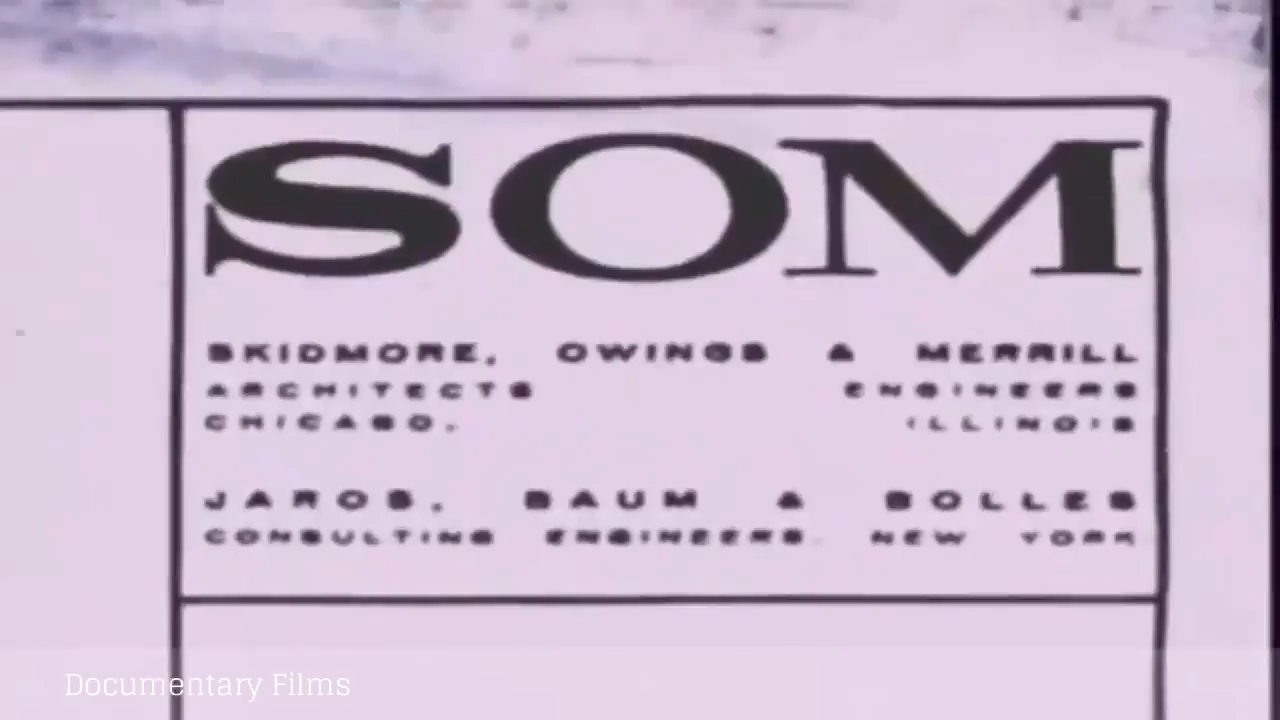 SOM
SKIDMORE, OWINGS & MERRILL
ARCHITECTS ENGINEERS
CHICAGO, ILLINOIS
JAROS, BAUM & BOLLES
CONSULTING ENGINEERS. NEW YORK
Documentary Films